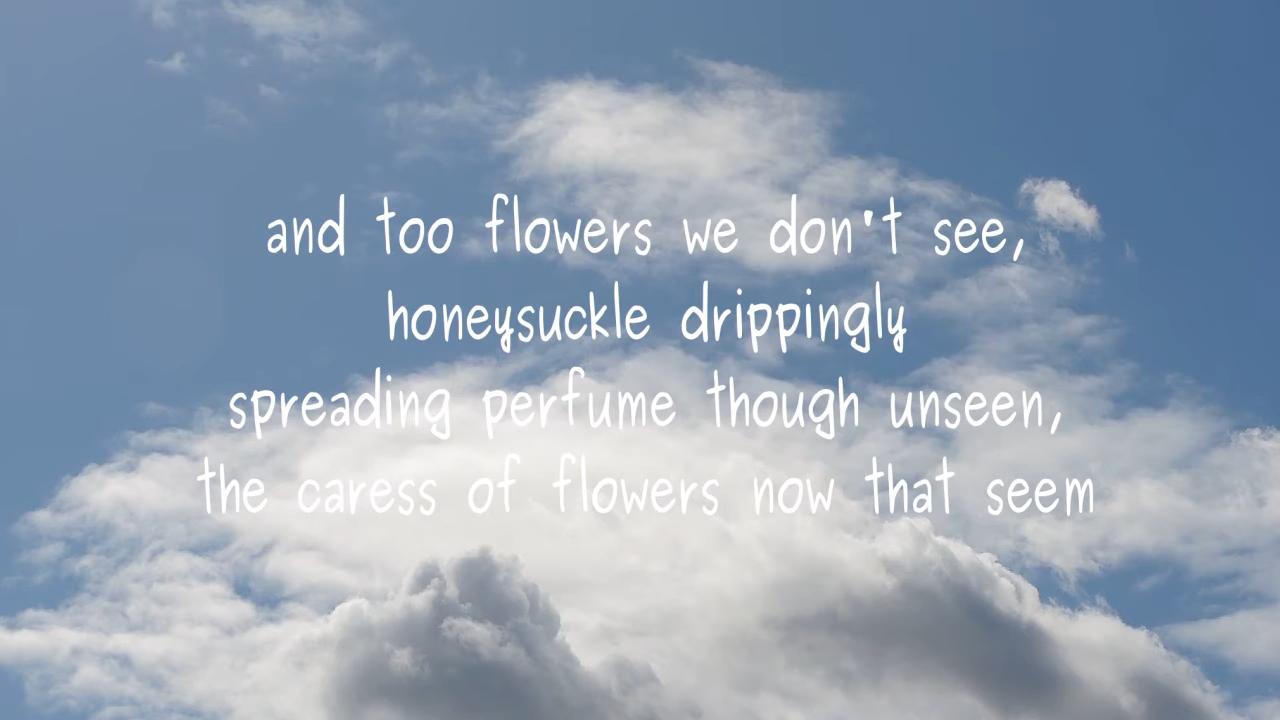 and too flowers we don't see,
honeysuckle drippingly
spreading perfume though unseen,
the caress of flowers now that seem